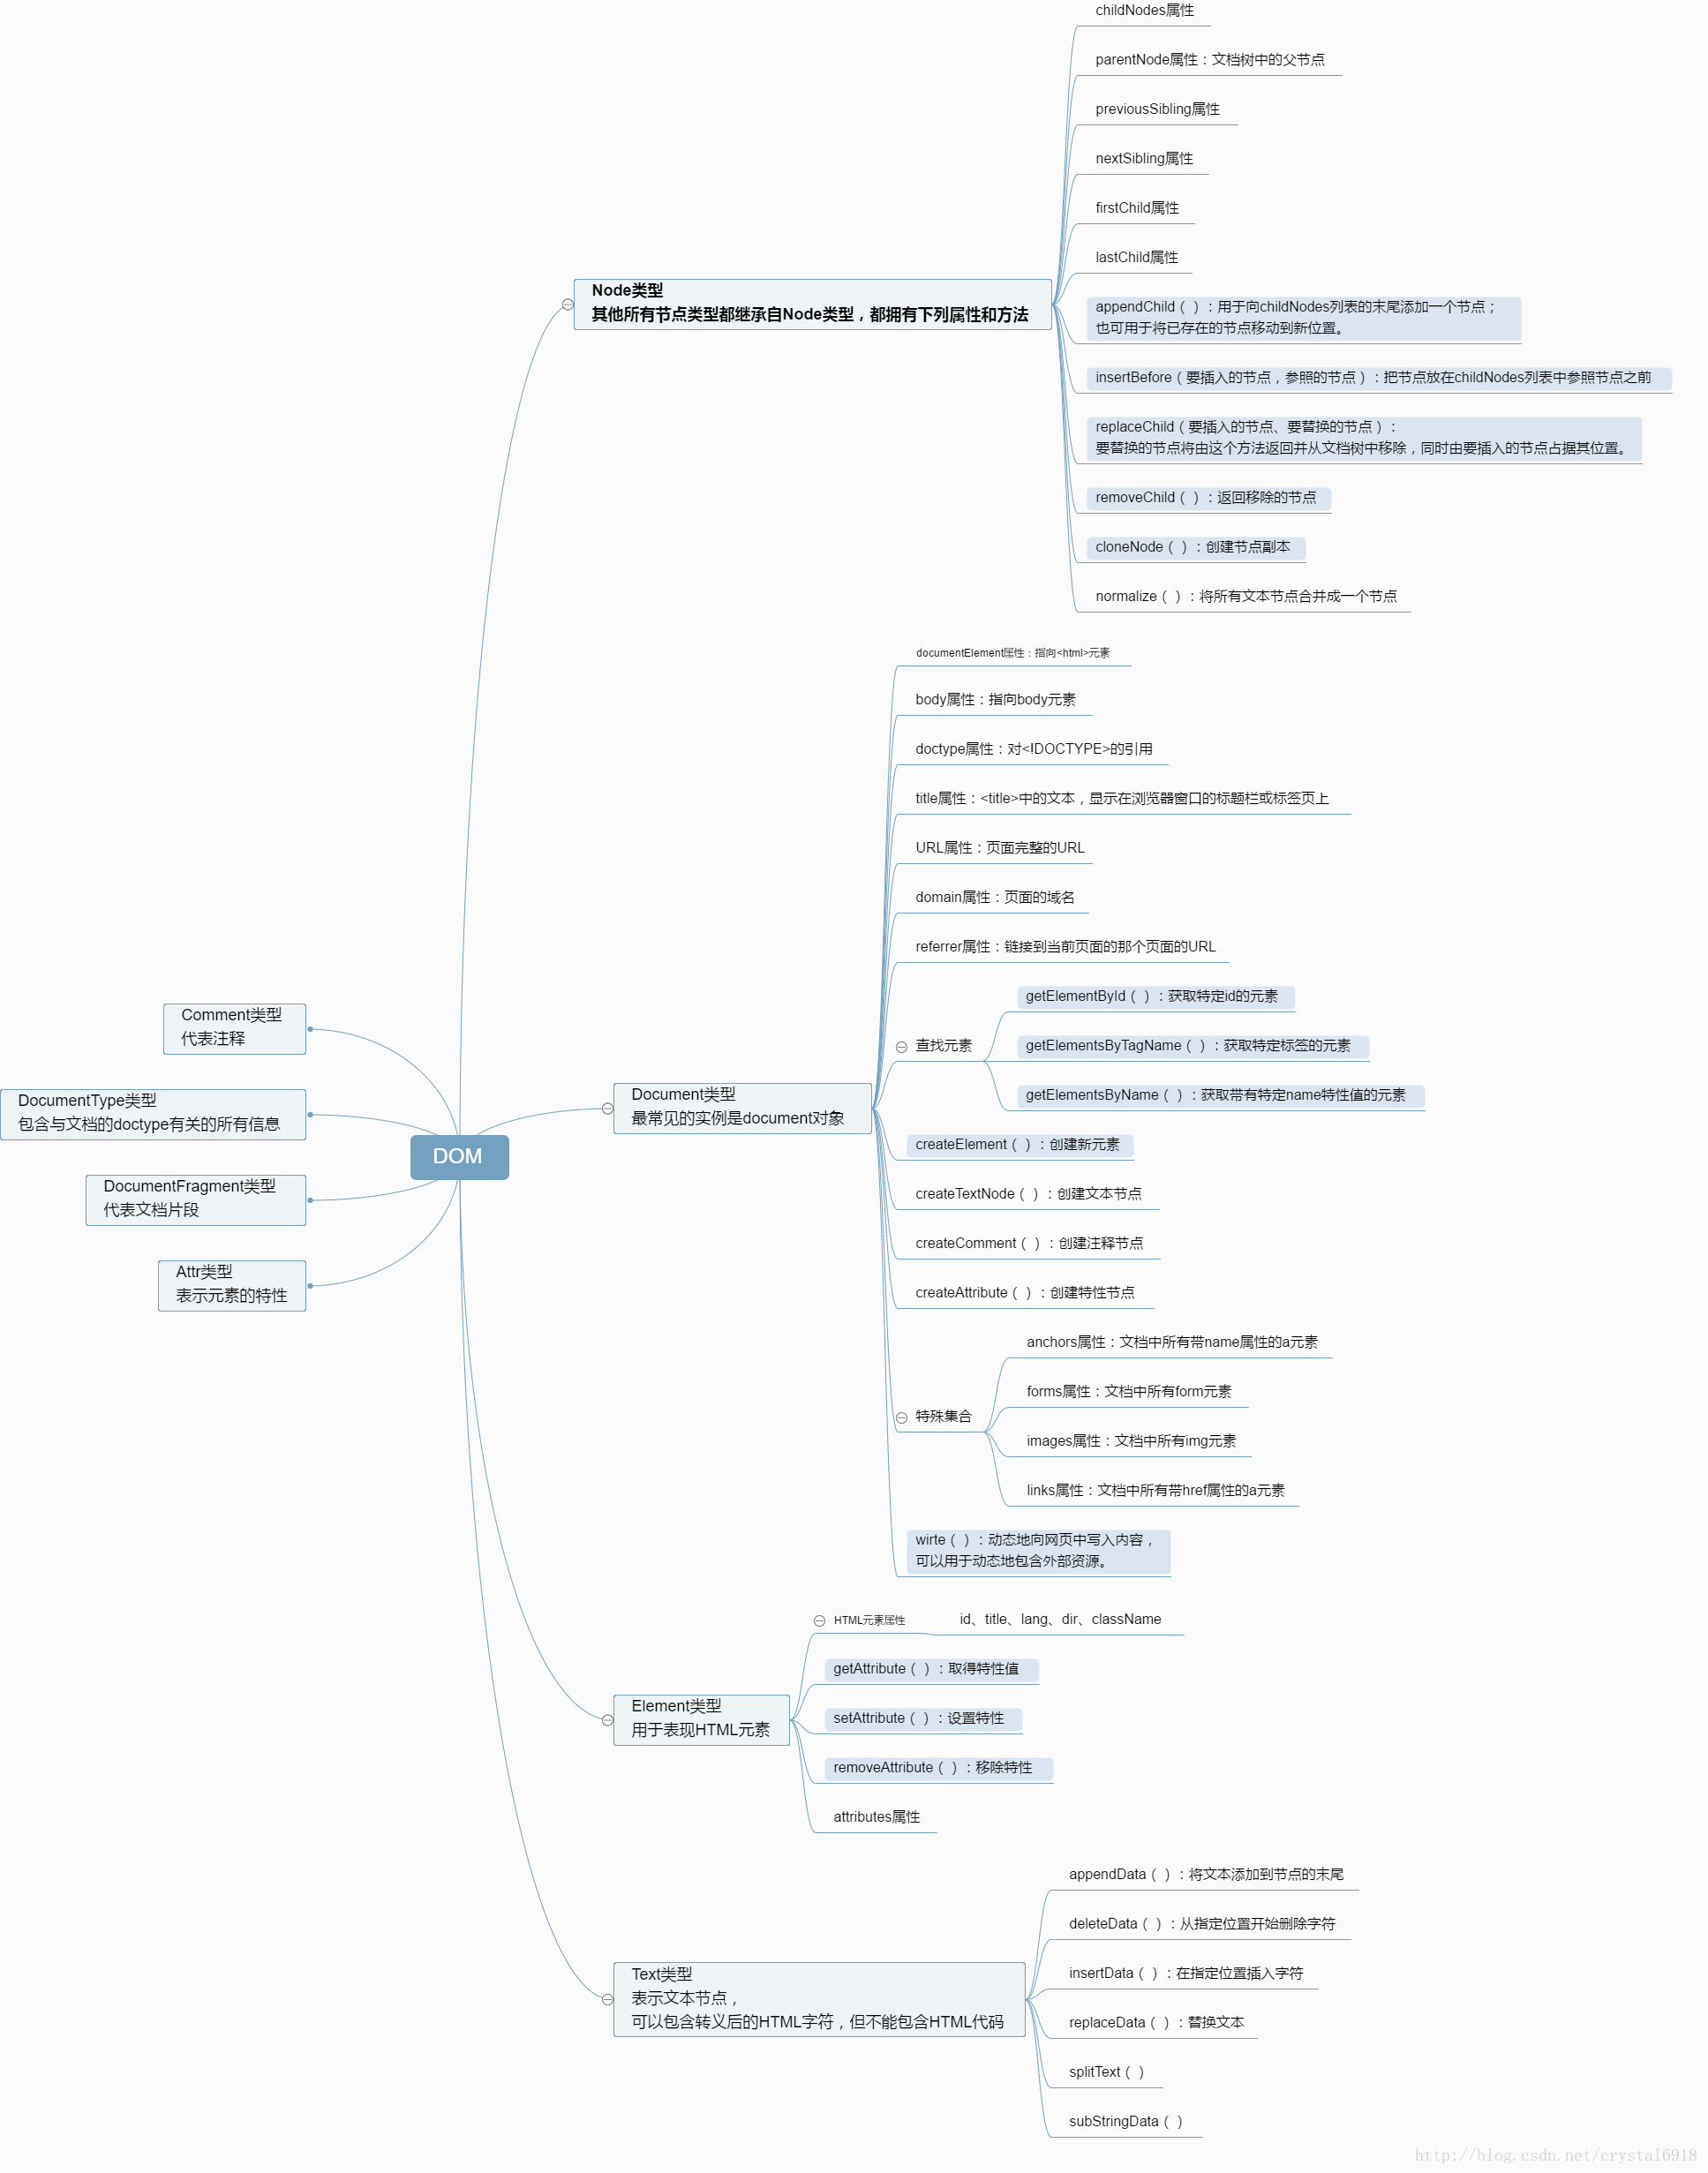 childNodes属性
parentNode属性：文档树中的父节点
previousSibling属性
nextSibling属性
firstChild属性
lastChild属性
Node类型
其他所有节点类型都继承自Node类型，都拥有下列属性和方法
appendChild（ ）：用于向childNodes列表的末尾添加一个节点；
也可用于将已存在的节点移动到新位置。
insertBefore（要插入的节点，参照的节点）：把节点放在childNodes列表中参照节点之前
replaceChild（要插入的节点、要替换的节点）：
要替换的节点将由这个方法返回并从文档树中移除，同时由要插入的节点占据其位置。
removeChild（ ）：返回移除的节点
cloneNode（ ）：创建节点副本
normalize（ ）：将所有文本节点合并成一个节点
documentElement属性：指向<html>元素
body属性：指向body元素
doctype属性：对<!DOCTYPE>的引用
title属性：<title>中的文本，显示在浏览器窗口的标题栏或标签页上
URL属性：页面完整的URL
domain属性：页面的域名
referrer属性：链接到当前页面的那个页面的URL
查找元素
getElementById（ ）：获取特定id的元素
getElementsByTagName（ ）：获取特定标签的元素
getElementsByName（ ）：获取带有特定name特性值的元素
Document类型
最常见的实例是document对象
createElement（ ）：创建新元素
createTextNode（ ）：创建文本节点
createComment（ ）：创建注释节点
createAttribute（ ）：创建特性节点
特殊集合
anchors属性：文档中所有带name属性的a元素
forms属性：文档中所有form元素
images属性：文档中所有img元素
links属性：文档中所有带href属性的a元素
wirte（ ）：动态地向网页中写入内容，
可以用于动态地包含外部资源。
Comment类型
代表注释
DocumentType类型
包含与文档的doctype有关的所有信息
DOM
DocumentFragment类型
代表文档片段
Attr类型
表示元素的特性
HTML元素属性
id、title、lang、dir、className
getAttribute（ ）：取得特性值
Element类型
用于表现HTML元素
setAttribute（ ）：设置特性
removeAttribute（ ）：移除特性
attributes属性
appendData（ ）：将文本添加到节点的末尾
deleteData（ ）：从指定位置开始删除字符
insertData（ ）：在指定位置插入字符
Text类型
表示文本节点，
可以包含转义后的HTML字符，但不能包含HTML代码
replaceData（ ）：替换文本
splitText（ ）
subStringData（ ）
http://blog.csdn.net/crystal6918